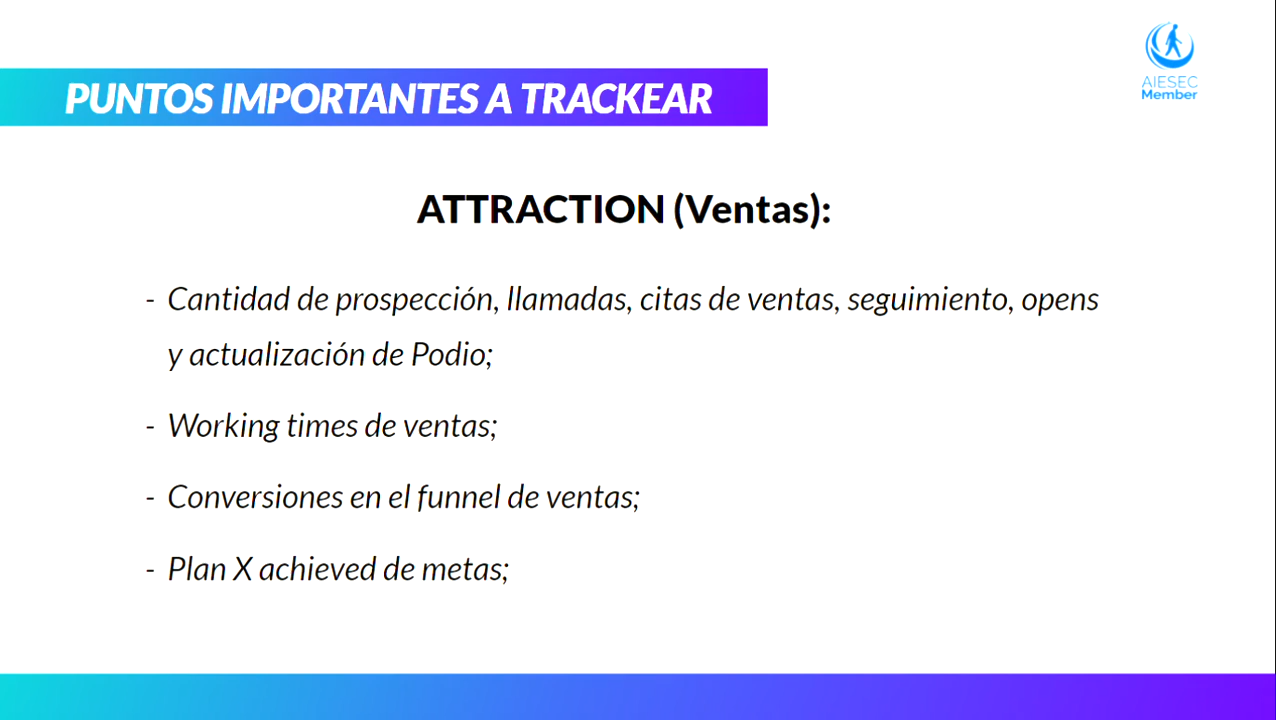 AIESEC
Member
PUNTOS IMPORTANTES A TRACKEAR
ATTRACTION (Ventas):
- Cantidad de prospección, llamadas, citas de ventas, seguimiento, opens
y actualización de Podio;
- Working times de ventas;
- Conversiones en el funnel de ventas;
- Plan X achieved de metas;